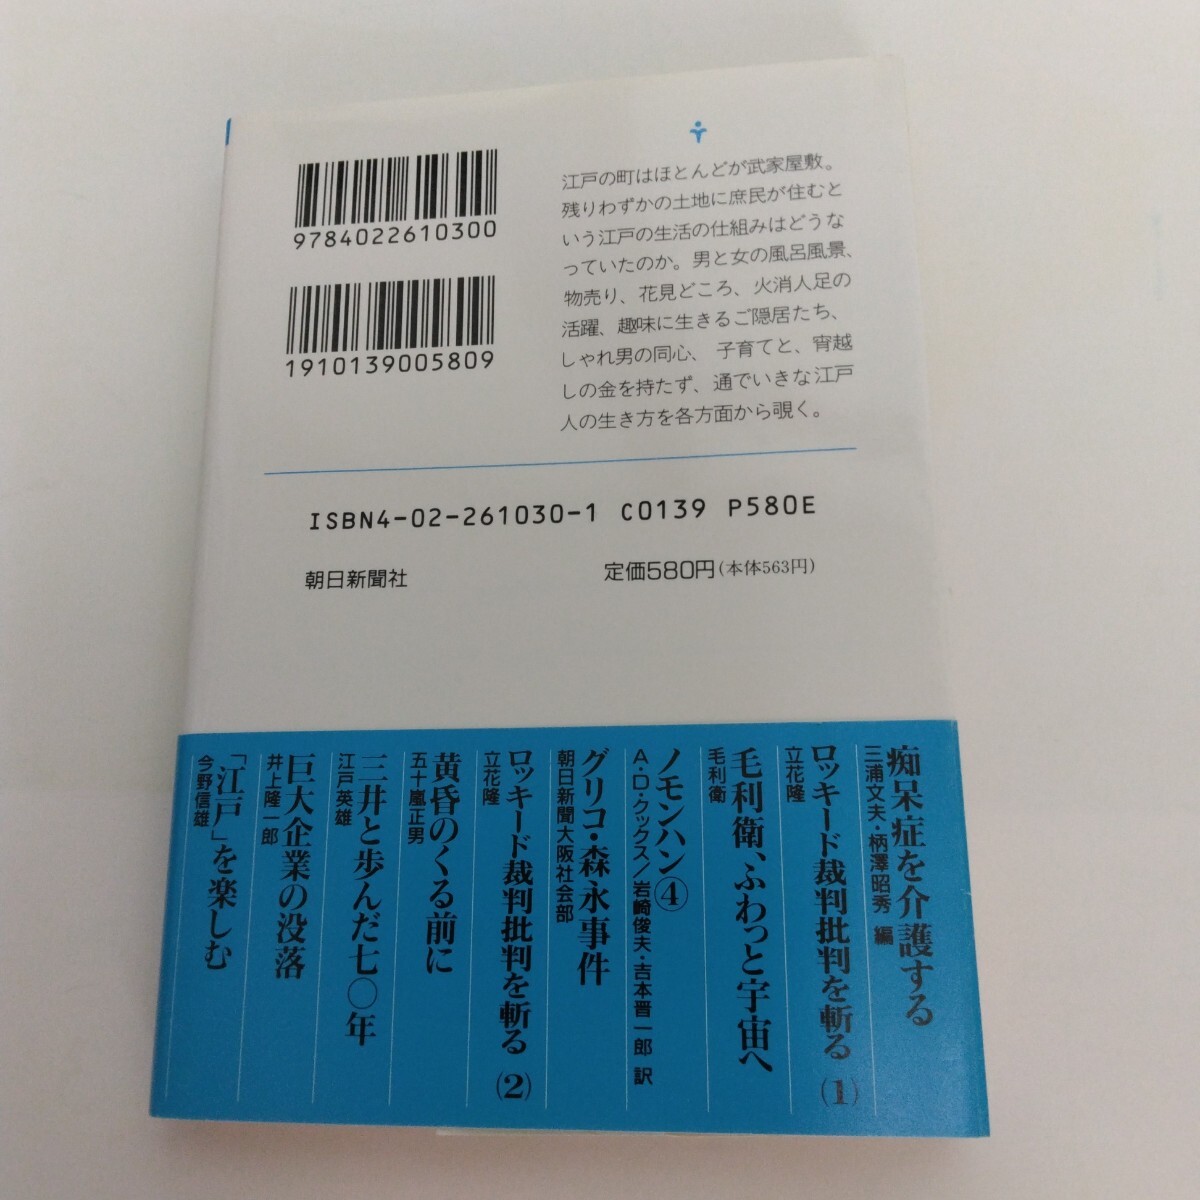 9784022610300
1910139005809
江戸の町はほとんどが武家屋敷。
残りわずかの土地に庶民が住むと
いう江戸の生活の仕組みはどうな
っていたのか。男と女の風呂風景、
物売り、花見どころ、火消人足の
活躍、趣味に生きるご隠居たち、
しゃれ男の同心、子育てと、宵越
しの金を持たず、通でいきな江戸
人の生き方を各方面から覗く。
ISBN4-02-261030-1 C0139 P580E
朝日新聞社
定価580円(本体563円)
痴呆症を介護する
三浦文夫・柄澤昭秀 編
ロッキード裁判批判を斬る(1)
立花隆
毛利衛、ふわっと宇宙へ
毛利衛
ノモンハン④
A・D・クックス/岩崎俊夫・吉本晋一郎 訳
グリコ・森永事件
朝日新聞大阪社会部
ロッキード裁判批判を斬る(2)
立花隆
黄昏のくる前に
五十嵐正男
三井と歩んだ七〇年
江戸英雄
巨大企業の没落
井上隆一郎
「江戸」を楽しむ
今野信雄